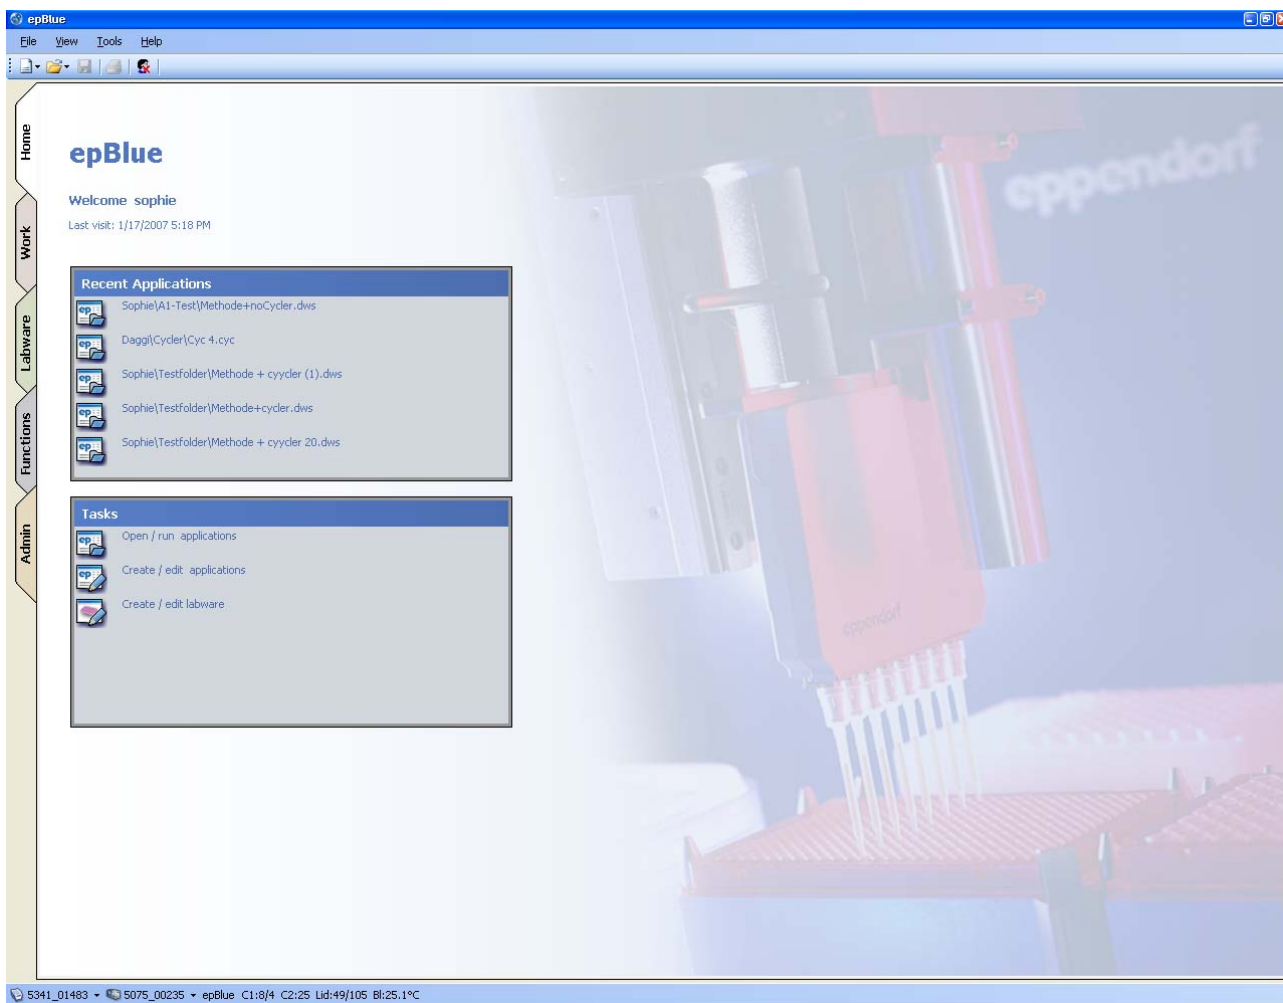 epBlue
File View Tools Help
Home
Work
Labware
Functions
Admin
epBlue
Welcome sophie
Last visit: 1/17/2007 5:18 PM
Recent Applications
Sophie\A1-Test\Methode+noCycler.dws
Daggi\Cycler\Cyc 4.cyc
Sophie\Testfolder\Methode + cyycler (1).dws
Sophie\Testfolder\Methode+cycler.dws
Sophie\Testfolder\Methode + cyycler 20.dws
Tasks
Open / run applications
Create / edit applications
Create / edit labware
eppendorf
eppendorf
5341_01483 5075_00235 epBlue C1:8/4 C2:25 Lid:49/105 Bl:25.1°C